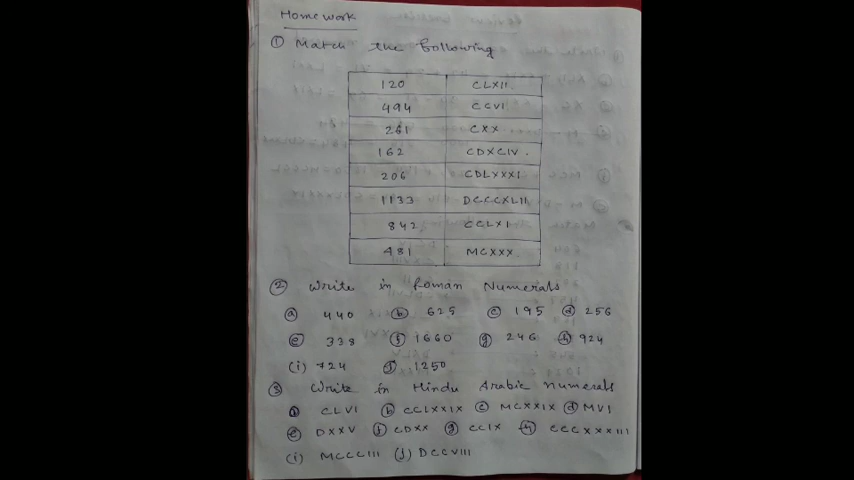 Homework
① Match the following
120 CLXII
494 CCVI
261 CXX
162 CDXCIV.
206 CDLXXXI
1133 DCCCXLII
842 CCLXI
481 MCXXX
② Write in Roman Numerals
ⓐ 440 ⓑ 625 ⓒ 195 ⓓ 256
ⓔ 338 ⓕ 1660 ⓖ 246 ⓗ 924
(i) 724 ⓙ 1250
③ Write in Hindu Arabic Numerals
ⓐ CLVI ⓑ CCLXXIX ⓒ MCXXIX ⓓ MVI
ⓔ DXXV ⓕ CDXX ⓖ CCIX ⓗ CCCXXXIII
(i) MCCCIII (j) DCCVIII